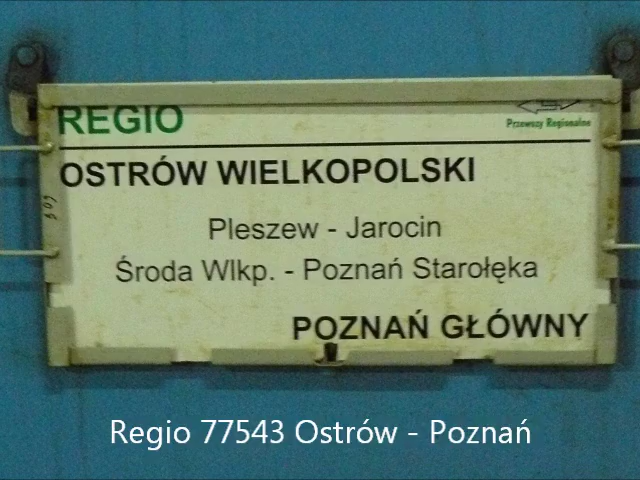 REGIO
Przewozy Regionalne
OSTRÓW WIELKOPOLSKI
Pleszew - Jarocin
Środa Wlkp. - Poznań Starołęka
POZNAŃ GŁÓWNY
Regio 77543 Ostrów - Poznań